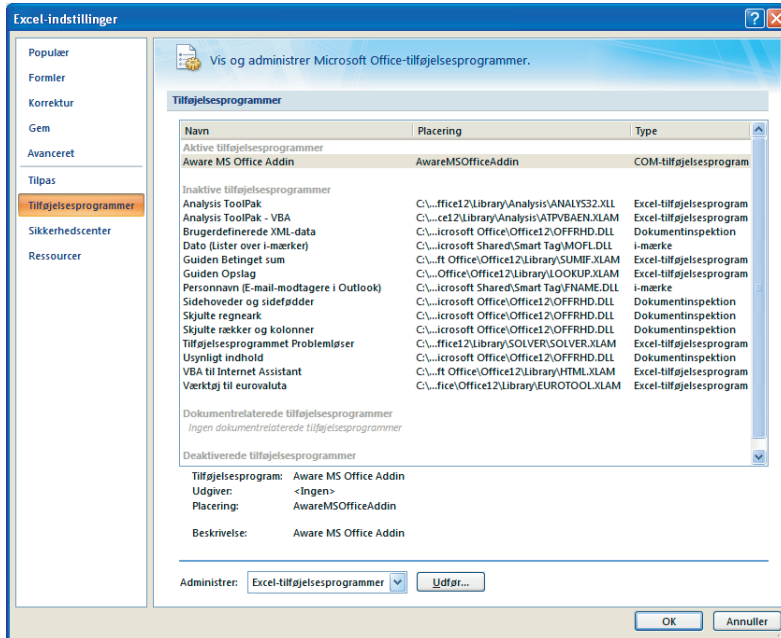 Excel-indstillinger
Populær
Formler
Korrektur
Gem
Avanceret
Tilpas
Tilføjelsesprogrammer
Sikkerhedscenter
Ressourcer
Vis og administrer Microsoft Office-tilføjelsesprogrammer.
Tilføjelsesprogrammer
Navn Placering Type
Aktive tilføjelsesprogrammer
Aware MS Office Addin AwareMSOfficeAddin COM-tilføjelsesprogram
Inaktive tilføjelsesprogrammer
Analysis ToolPak C:\...ffice12\Library\Analysis\ANALYS32.XLL Excel-tilføjelsesprogram
Analysis ToolPak - VBA C:\...ce12\Library\Analysis\ATPVBAEN.XLAM Excel-tilføjelsesprogram
Brugerdefinerede XML-data C:\...icrosoft Office\Office12\OFFRHD.DLL Dokumentinspektion
Dato (Lister over i-mærker) C:\...icrosoft Shared\Smart Tag\MOFL.DLL i-mærke
Guiden Betinget sum C:\...ft Office\Office12\Library\SUMIF.XLAM Excel-tilføjelsesprogram
Guiden Opslag C:\...Office\Office12\Library\LOOKUP.XLAM Excel-tilføjelsesprogram
Personnavn (E-mail-modtagere i Outlook) C:\...icrosoft Shared\Smart Tag\FNAME.DLL i-mærke
Sidehoveder og sidefødder C:\...icrosoft Office\Office12\OFFRHD.DLL Dokumentinspektion
Skjulte regneark C:\...icrosoft Office\Office12\OFFRHD.DLL Dokumentinspektion
Skjulte rækker og kolonner C:\...icrosoft Office\Office12\OFFRHD.DLL Dokumentinspektion
Tilføjelsesprogrammet Problemløser C:\...ffice12\Library\SOLVER\SOLVER.XLAM Excel-tilføjelsesprogram
Usynligt indhold C:\...icrosoft Office\Office12\OFFRHD.DLL Dokumentinspektion
VBA til Internet Assistant C:\...ft Office\Office12\Library\HTML.XLAM Excel-tilføjelsesprogram
Værktøj til eurovaluta C:\...fice\Office12\Library\EUROTOOL.XLAM Excel-tilføjelsesprogram
Dokumentrelaterede tilføjelsesprogrammer
Ingen dokumentrelaterede tilføjelsesprogrammer
Deaktiverede tilføjelsesprogrammer
Tilføjelsesprogram: Aware MS Office Addin
Udgiver: <Ingen>
Placering: AwareMSOfficeAddin
Beskrivelse: Aware MS Office Addin
Administrer: Excel-tilføjelsesprogrammer Udfør...
OK Annuller